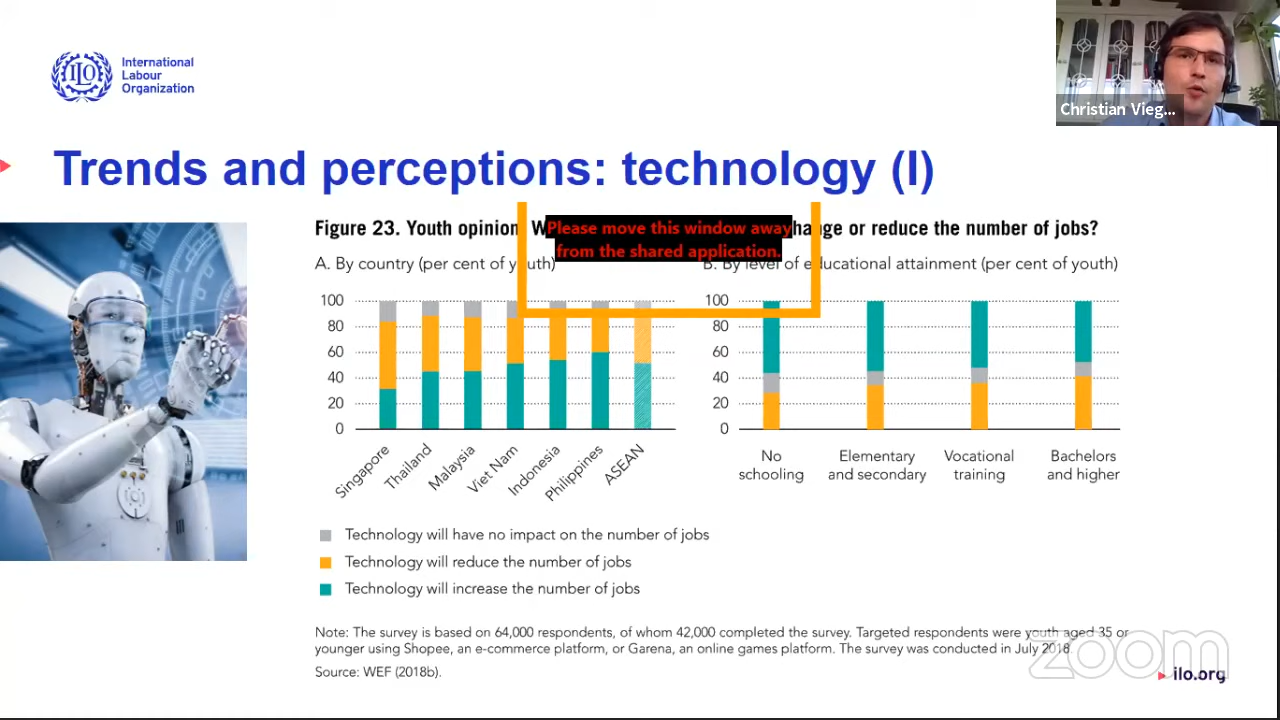 International
Labour
Organization
Christian Vieg...
Trends and perceptions: technology (I)
Figure 23. Youth opinion: W
Please move this window away
from the shared application.
hange or reduce the number of jobs?
A. By country (per cent of youth)
B. By level of educational attainment (per cent of youth)
100
80
60
40
20
0
Singapore
Thailand
Malaysia
Viet Nam
Indonesia
Philippines
ASEAN
100
80
60
40
20
0
No
schooling
Elementary
and secondary
Vocational
training
Bachelors
and higher
Technology will have no impact on the number of jobs
Technology will reduce the number of jobs
Technology will increase the number of jobs
Note: The survey is based on 64,000 respondents, of whom 42,000 completed the survey. Targeted respondents were youth aged 35 or
younger using Shopee, an e-commerce platform, or Garena, an online games platform. The survey was conducted in July 2018.
Source: WEF (2018b).
zoom
ilo.org